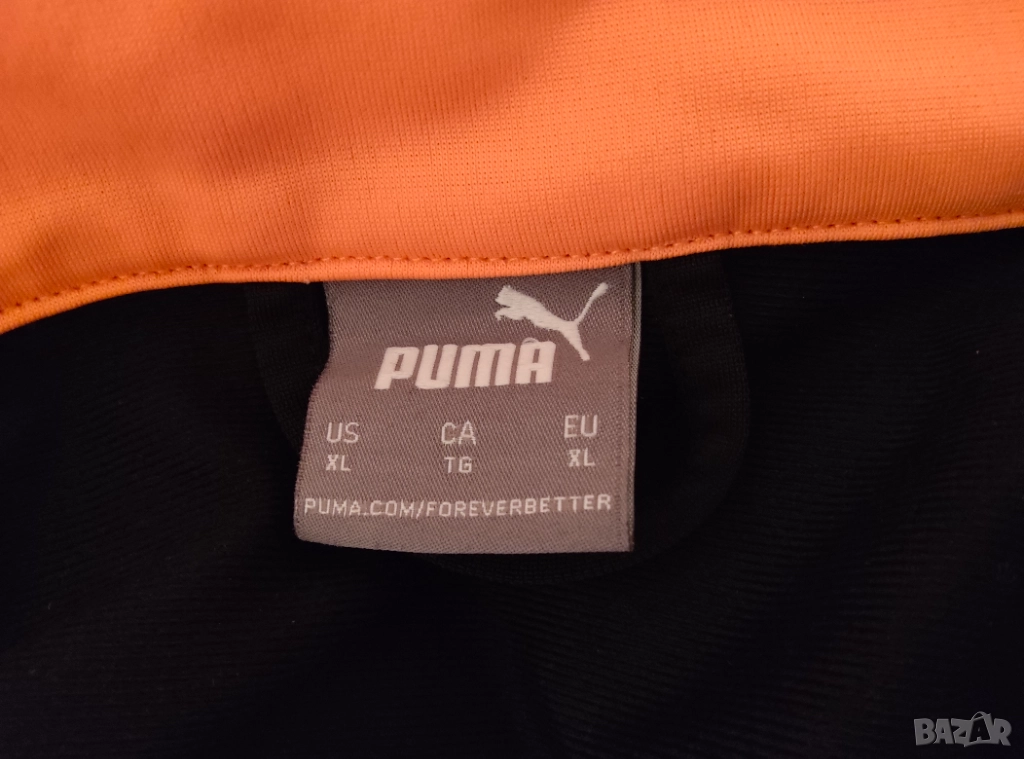 PUMA
US CA EU
XL TG XL
PUMA.COM/FOREVERBETTER
BAZAR